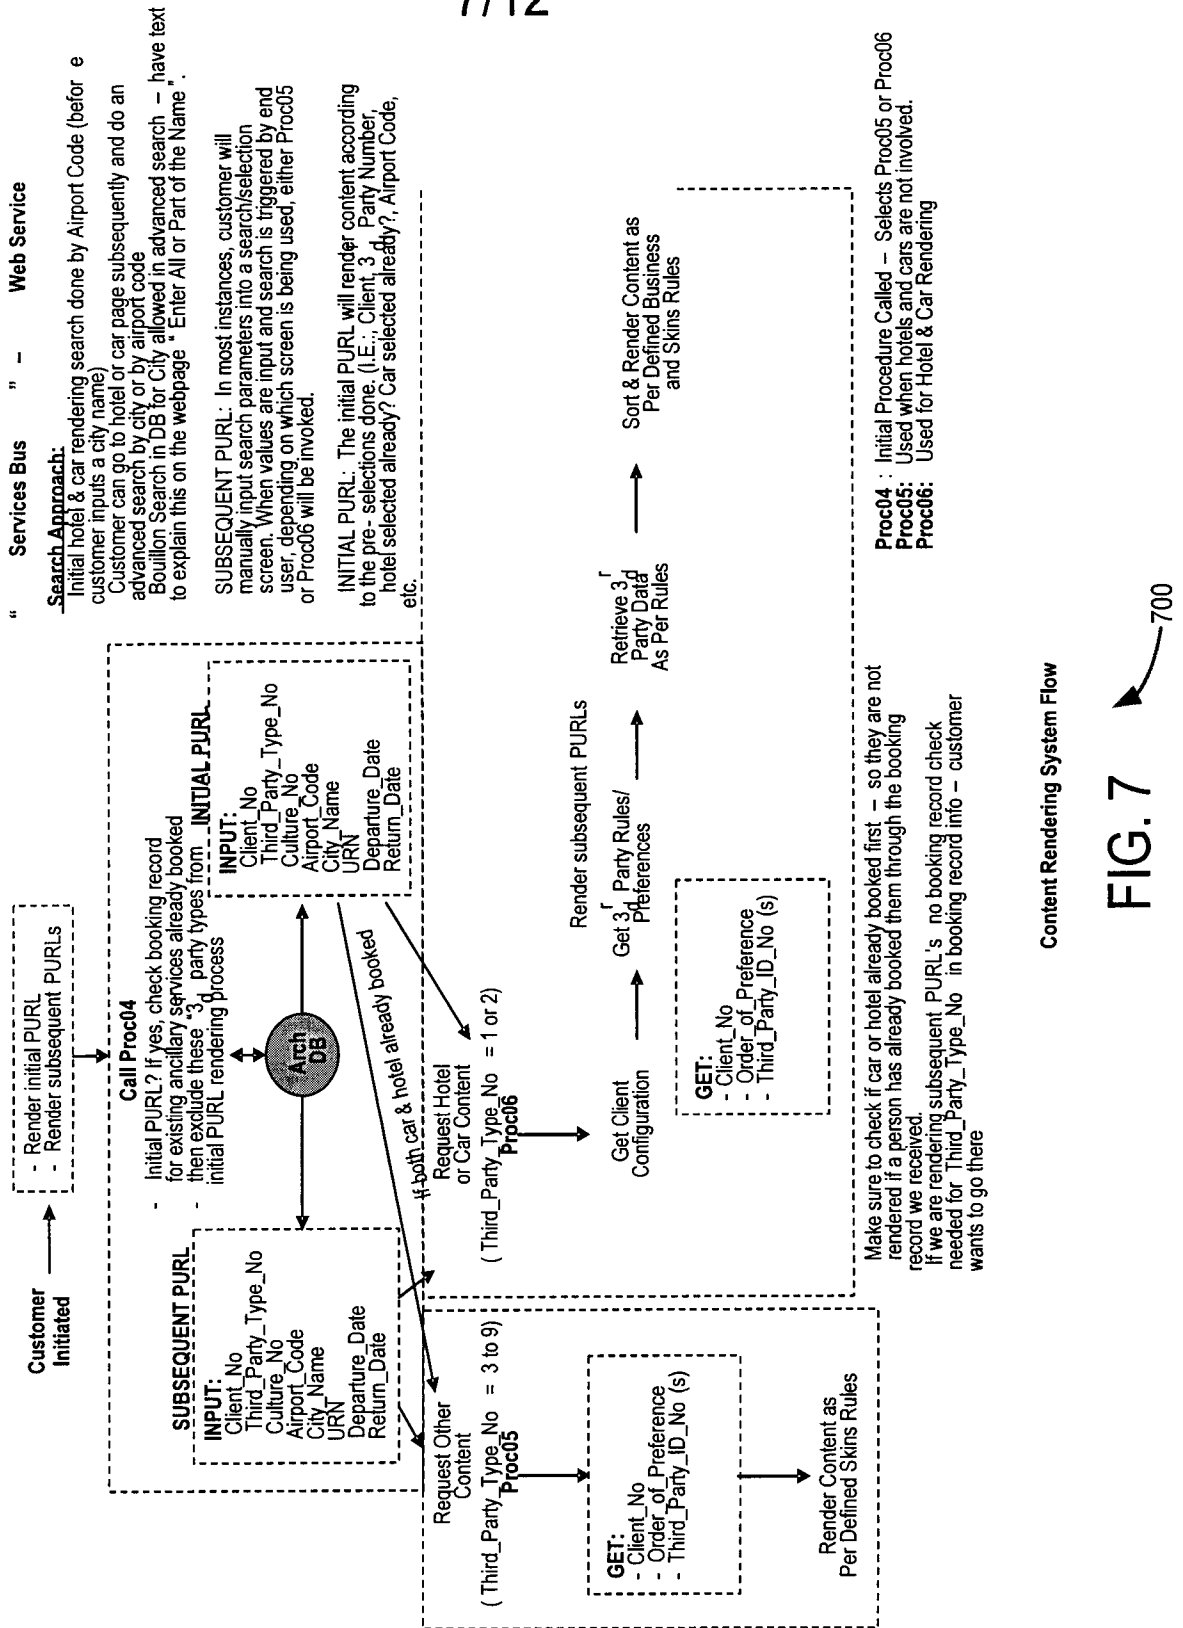 7/12
“ Services Bus ” – Web Service
Search Approach:
Initial hotel & car rendering search done by Airport Code (befor e
customer inputs a city name)
Customer can go to hotel or car page subsequently and do an
advanced search by city or by airport code
Bouillon Search in DB for City allowed in advanced search – have text
to explain this on the webpage “ Enter All or Part of the Name ”.
SUBSEQUENT PURL: In most instances, customer will
manually input search parameters into a search/selection
screen. When values are input and search is triggered by end
user, depending on which screen is being used, either Proc05
or Proc06 will be invoked.
INITIAL PURL: The initial PURL will render content according
to the pre - selections done. (I.E.:, Client, 3 d Party Number,
hotel selected already? Car selected already?, Airport Code,
etc.
Customer
Initiated
- Render initial PURL
- Render subsequent PURLs
Call Proc04
- Initial PURL? If yes, check booking record
for existing ancillary services already booked
- then exclude these “3 d party types from
initial PURL rendering process
Arch
DB
SUBSEQUENT PURL
INPUT:
Client_No
Third_Party_Type_No
Culture_No
Airport_Code
City_Name
URN
Departure_Date
Return_Date
INITIAL PURL
INPUT:
Client_No
Third_Party_Type_No
Culture_No
Airport_Code
City_Name
URN
Departure_Date
Return_Date
If both car & hotel already booked
Request Other
Content
( Third_Party_Type_No = 3 to 9)
Proc05
GET:
- Client_No
- Order_of_Preference
- Third_Party_ID_No (s)
Render Content as
Per Defined Skins Rules
Request Hotel
or Car Content
( Third_Party_Type_No = 1 or 2)
Proc06
Get Client
Configuration
Get 3 r
d Party Rules/
Preferences
GET:
- Client_No
- Order_of_Preference
- Third_Party_ID_No (s)
Render subsequent PURLs
Retrieve 3 r
d
Party Data
As Per Rules
Sort & Render Content as
Per Defined Business
and Skins Rules
Make sure to check if car or hotel already booked first – so they are not
rendered if a person has already booked them through the booking
record we received.
If we are rendering subsequent PURL's no booking record check
needed for Third_Party_Type_No in booking record info – customer
wants to go there
Proc04 : Initial Procedure Called – Selects Proc05 or Proc06
Proc05: Used when hotels and cars are not involved.
Proc06: Used for Hotel & Car Rendering
Content Rendering System Flow
FIG. 7
700